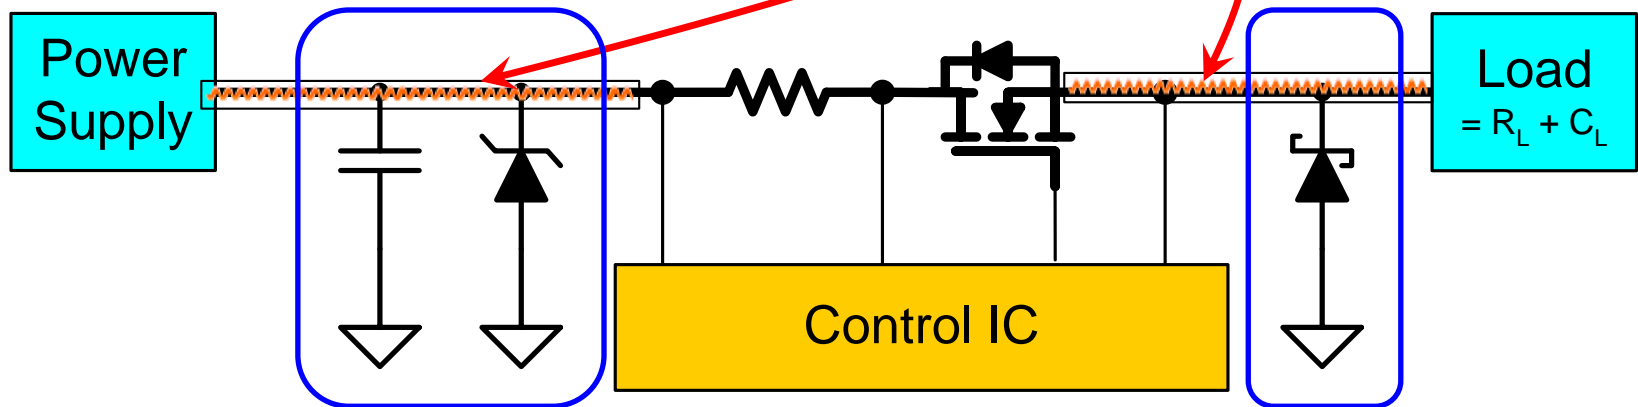 Power
Supply
Load
= RL + CL
Control IC